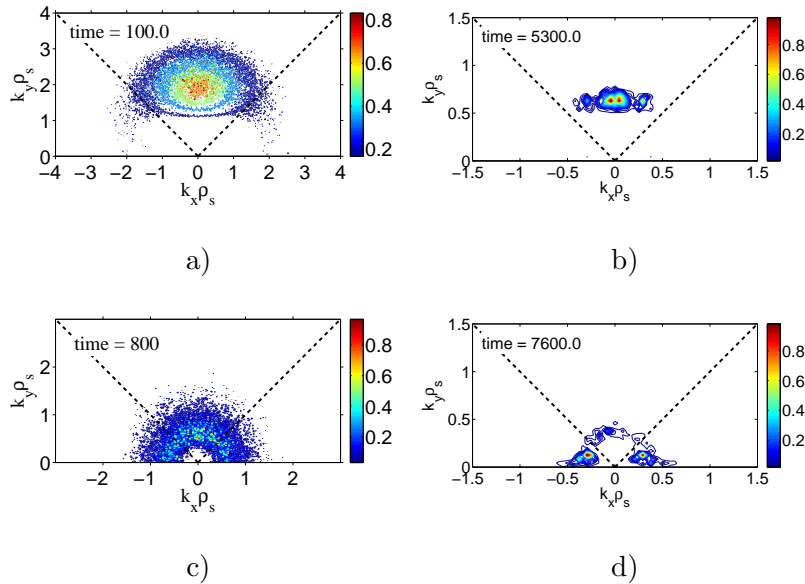 time = 100.0
4
3
2
1
0
−4 −3 −2 −1 0 1 2 3 4
k_xρ_s
k_yρ_s
0.8
0.6
0.4
0.2
a)
time = 5300.0
1.5
1
0.5
0
−1.5 −1 −0.5 0 0.5 1 1.5
k_xρ_s
k_yρ_s
0.8
0.6
0.4
0.2
b)
time = 800
2
1
0
−2 −1 0 1 2
k_xρ_s
k_yρ_s
0.8
0.6
0.4
0.2
c)
time = 7600.0
1.5
1
0.5
0
−1.5 −1 −0.5 0 0.5 1 1.5
k_xρ_s
k_yρ_s
0.8
0.6
0.4
0.2
d)